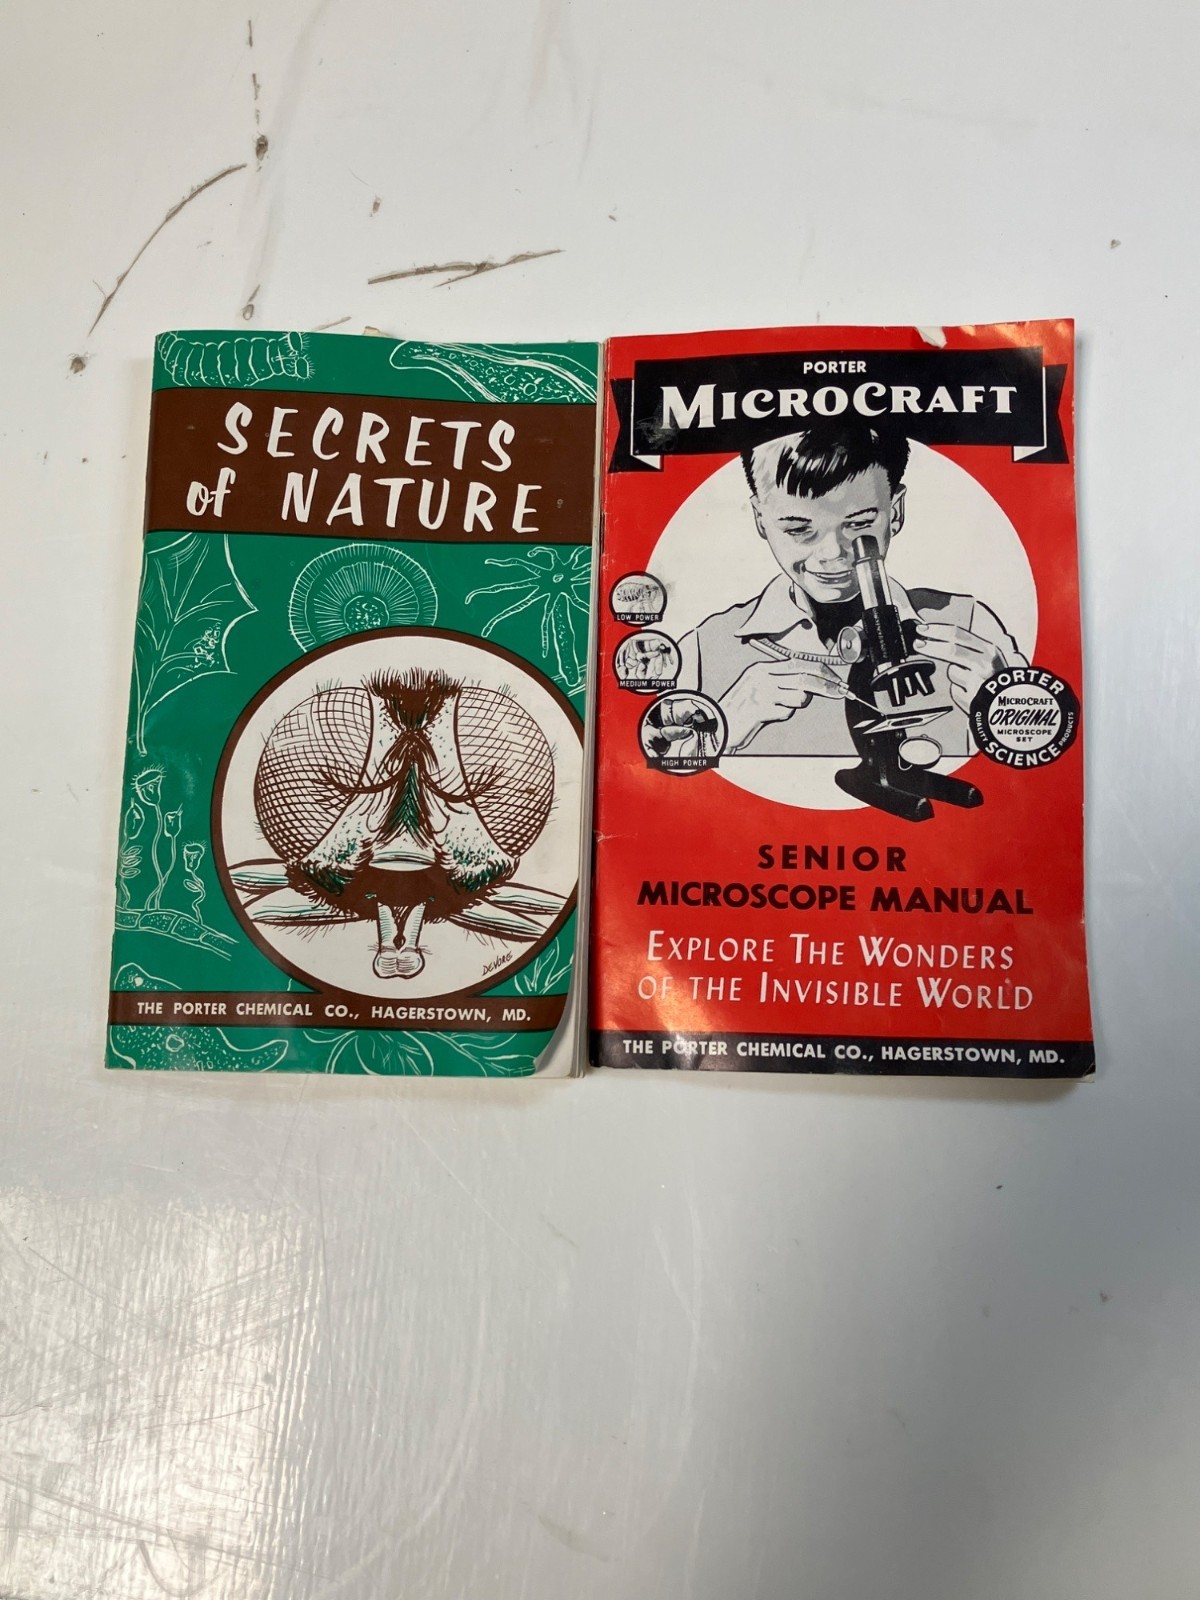 SECRETS
of NATURE
DEVORE
THE PORTER CHEMICAL CO., HAGERSTOWN, MD.
PORTER
MICROCRAFT
LOW POWER
MEDIUM POWER
HIGH POWER
PORTER
MICROCRAFT
ORIGINAL
MICROSCOPE
SET
QUALITY
PRODUCTS
SCIENCE
SENIOR
MICROSCOPE MANUAL
EXPLORE THE WONDERS
OF THE INVISIBLE WORLD
THE PORTER CHEMICAL CO., HAGERSTOWN, MD.